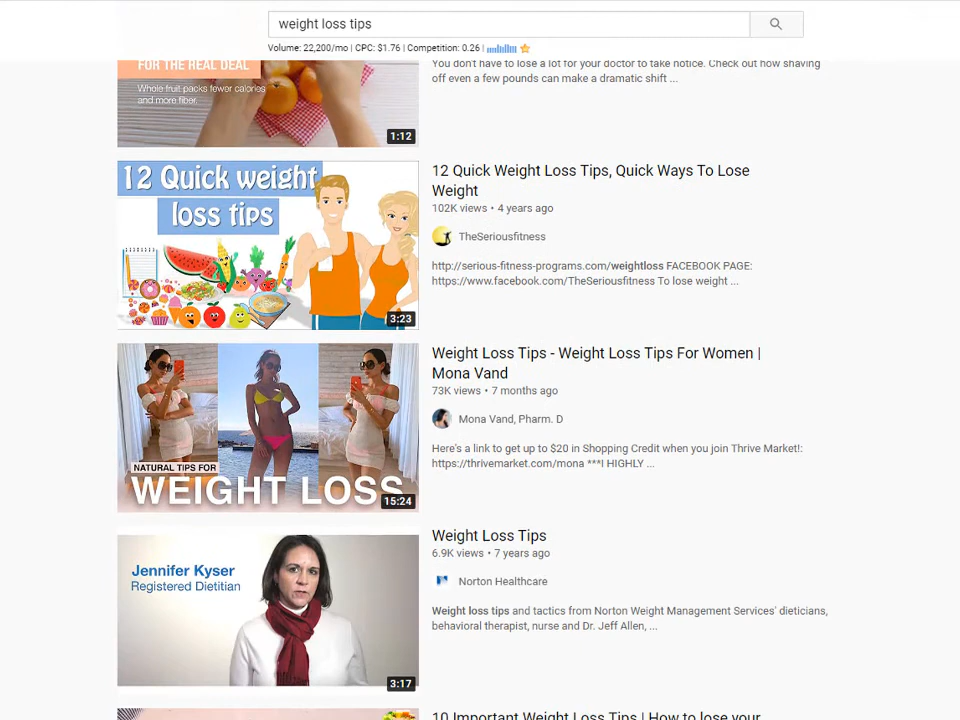 weight loss tips
Volume: 22,200/mo | CPC: $1.76 | Competition: 0.26 |
FOR THE REAL DEAL
Whole fruit packs fewer calories
and more fiber.
1:12
You don't have to lose a lot for your doctor to take notice. Check out how shaving
off even a few pounds can make a dramatic shift ...
12 Quick weight
loss tips
3:23
12 Quick Weight Loss Tips, Quick Ways To Lose
Weight
102K views • 4 years ago
TheSeriousfitness
http://serious-fitness-programs.com/weightloss FACEBOOK PAGE:
https://www.facebook.com/TheSeriousfitness To lose weight ...
NATURAL TIPS FOR
WEIGHT LOSS
15:24
Weight Loss Tips - Weight Loss Tips For Women |
Mona Vand
73K views • 7 months ago
Mona Vand, Pharm. D
Here's a link to get up to $20 in Shopping Credit when you join Thrive Market!:
https://thrivemarket.com/mona ***I HIGHLY ...
Jennifer Kyser
Registered Dietitian
3:17
Weight Loss Tips
6.9K views • 7 years ago
Norton Healthcare
Weight loss tips and tactics from Norton Weight Management Services' dieticians,
behavioral therapist, nurse and Dr. Jeff Allen, ...
10 Important Weight Loss Tips | How to lose your